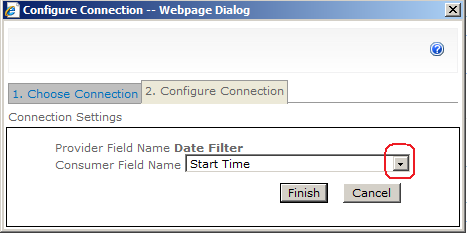 Configure Connection -- Webpage Dialog
1. Choose Connection 2. Configure Connection
Connection Settings
Provider Field Name Date Filter
Consumer Field Name Start Time
Finish Cancel